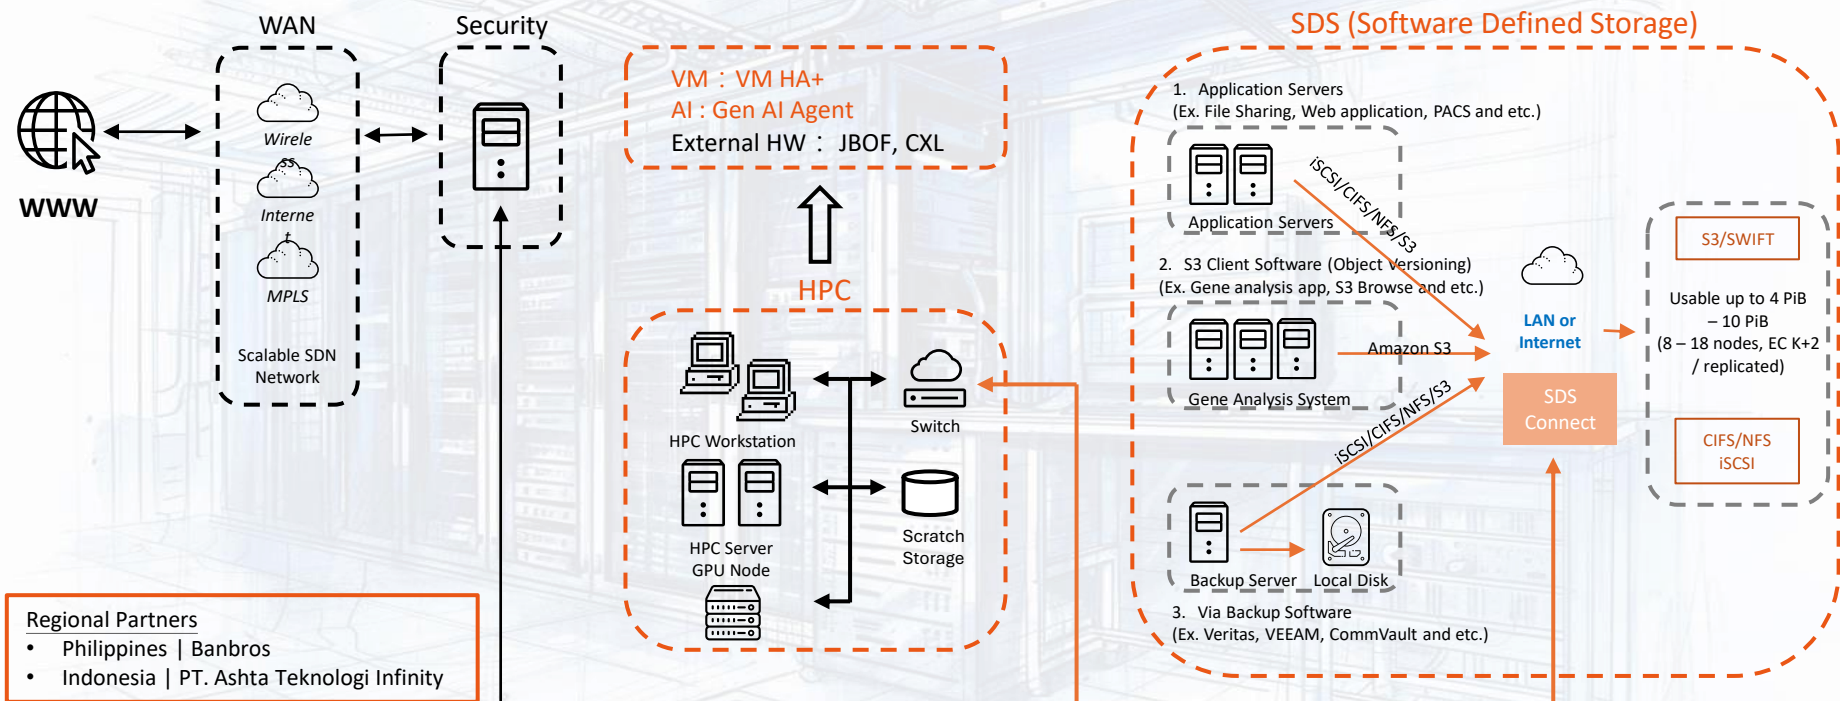 WAN
Security
SDS (Software Defined Storage)
WWW
Wirele
ss
Interne
t
MPLS
Scalable SDN
Network
VM：VM HA+
AI : Gen AI Agent
External HW： JBOF, CXL
HPC
HPC Workstation
Switch
HPC Server
GPU Node
Scratch
Storage
1. Application Servers
(Ex. File Sharing, Web application, PACS and etc.)
Application Servers
iSCSI/CIFS/NFS/S3
2. S3 Client Software (Object Versioning)
(Ex. Gene analysis app, S3 Browse and etc.)
Amazon S3
Gene Analysis System
iSCSI/CIFS/NFS/S3
Backup Server
Local Disk
3. Via Backup Software
(Ex. Veritas, VEEAM, CommVault and etc.)
LAN or
Internet
SDS
Connect
S3/SWIFT
Usable up to 4 PiB
– 10 PiB
(8 – 18 nodes, EC K+2
/ replicated)
CIFS/NFS
iSCSI
Regional Partners
• Philippines | Banbros
• Indonesia | PT. Ashta Teknologi Infinity